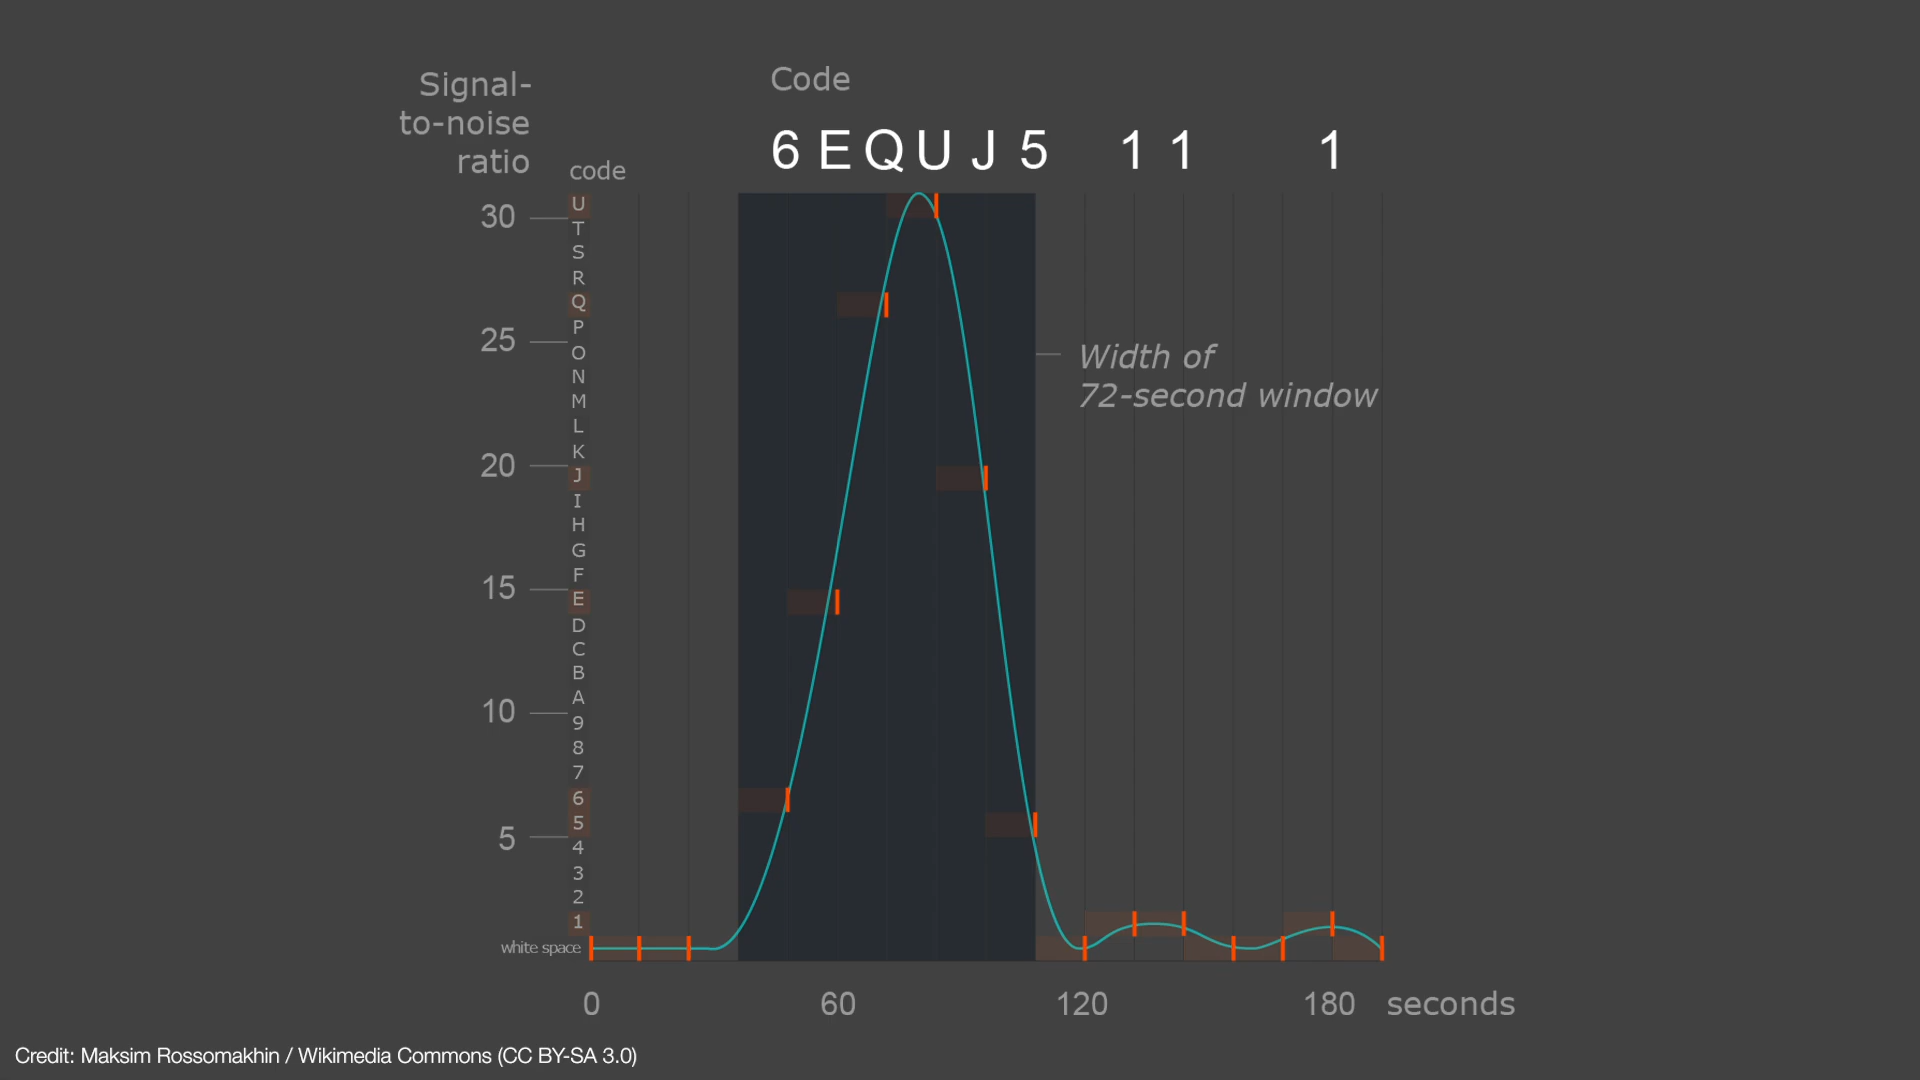 Signal-
to-noise
ratio
Code
6 E Q U J 5 1 1 1
code
30
25
20
15
10
5
U
T
S
R
Q
P
O
N
M
L
K
J
I
H
G
F
E
D
C
B
A
9
8
7
6
5
4
3
2
1
white space
Width of
72-second window
0 60 120 180 seconds
Credit: Maksim Rossomakhin / Wikimedia Commons (CC BY-SA 3.0)